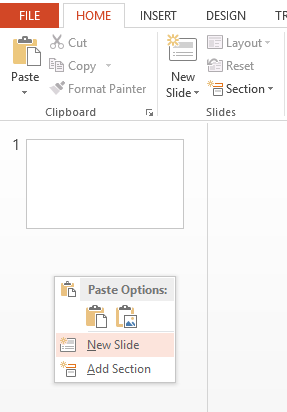 FILE HOME INSERT DESIGN
Cut
Copy
Format Painter
Paste
Clipboard
New
Slide
Layout
Reset
Section
Slides
1
Paste Options:
New Slide
Add Section